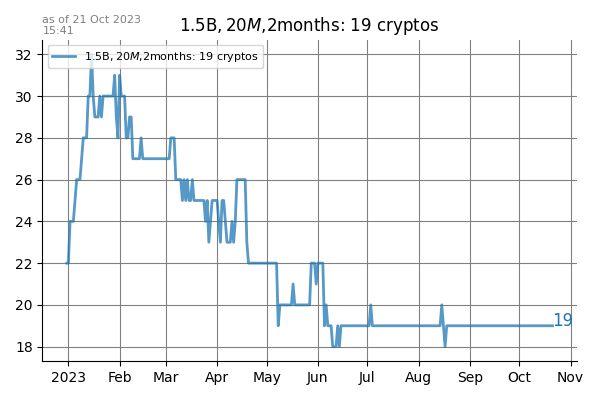 as of 21 Oct 2023
15:41
1.5B, 20M,2months: 19 cryptos
1.5B, 20M,2months: 19 cryptos
32
30
28
26
24
22
20
18
19
2023 Feb Mar Apr May Jun Jul Aug Sep Oct Nov